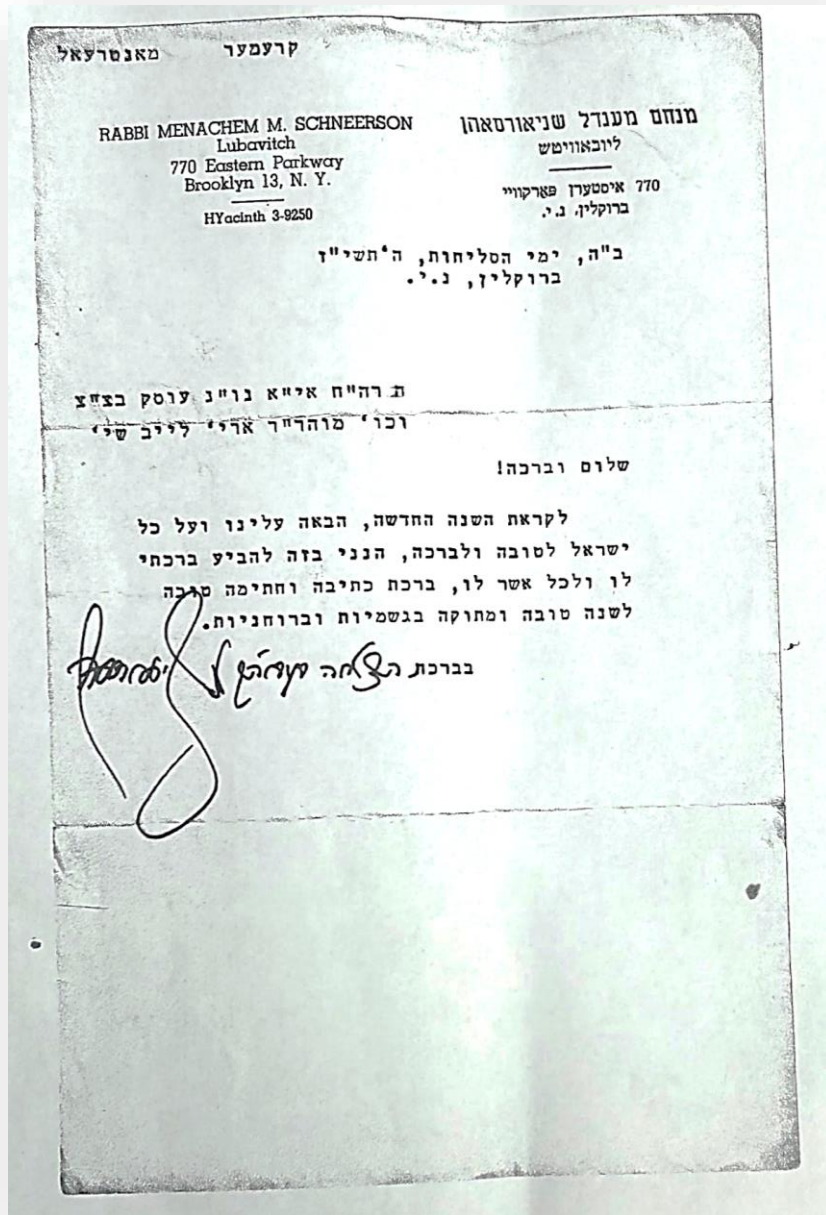 קרעמער מאנטרעאל
RABBI MENACHEM M. SCHNEERSON
Lubavitch
770 Eastern Parkway
Brooklyn 13, N. Y.
HYacinth 3-9250
מנחם מענדל שניאורסאהן
ליובאוויטש
770 איסטערן פארקוויי
ברוקלין, נ.י.
ב"ה, ימי הסליחות, ה'תשי"ז
ברוקלין, נ.י.
ה רה"ח אי"א נו"נ עוסק בצ"צ
וכו' מוהר"ר ארי' לייב שי'
שלום וברכה!
לקראת השנה החדשה, הבאה עלינו ועל כל
ישראל לטובה ולברכה, הנני בזה להביע ברכתי
לו ולכל אשר לו, ברכת כתיבה וחתימה טובה
לשנה טובה ומתוקה בגשמיות וברוחניות.
בברכת הצלחה